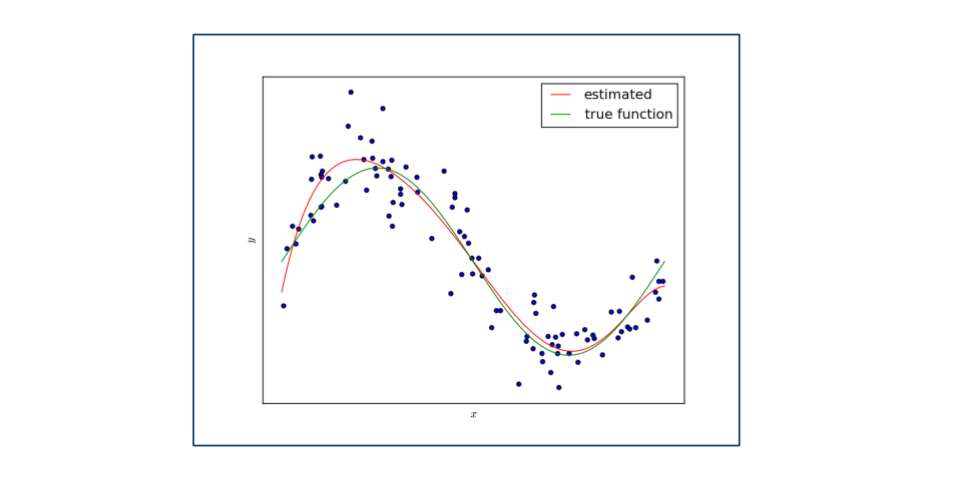 estimated
true function
y
x